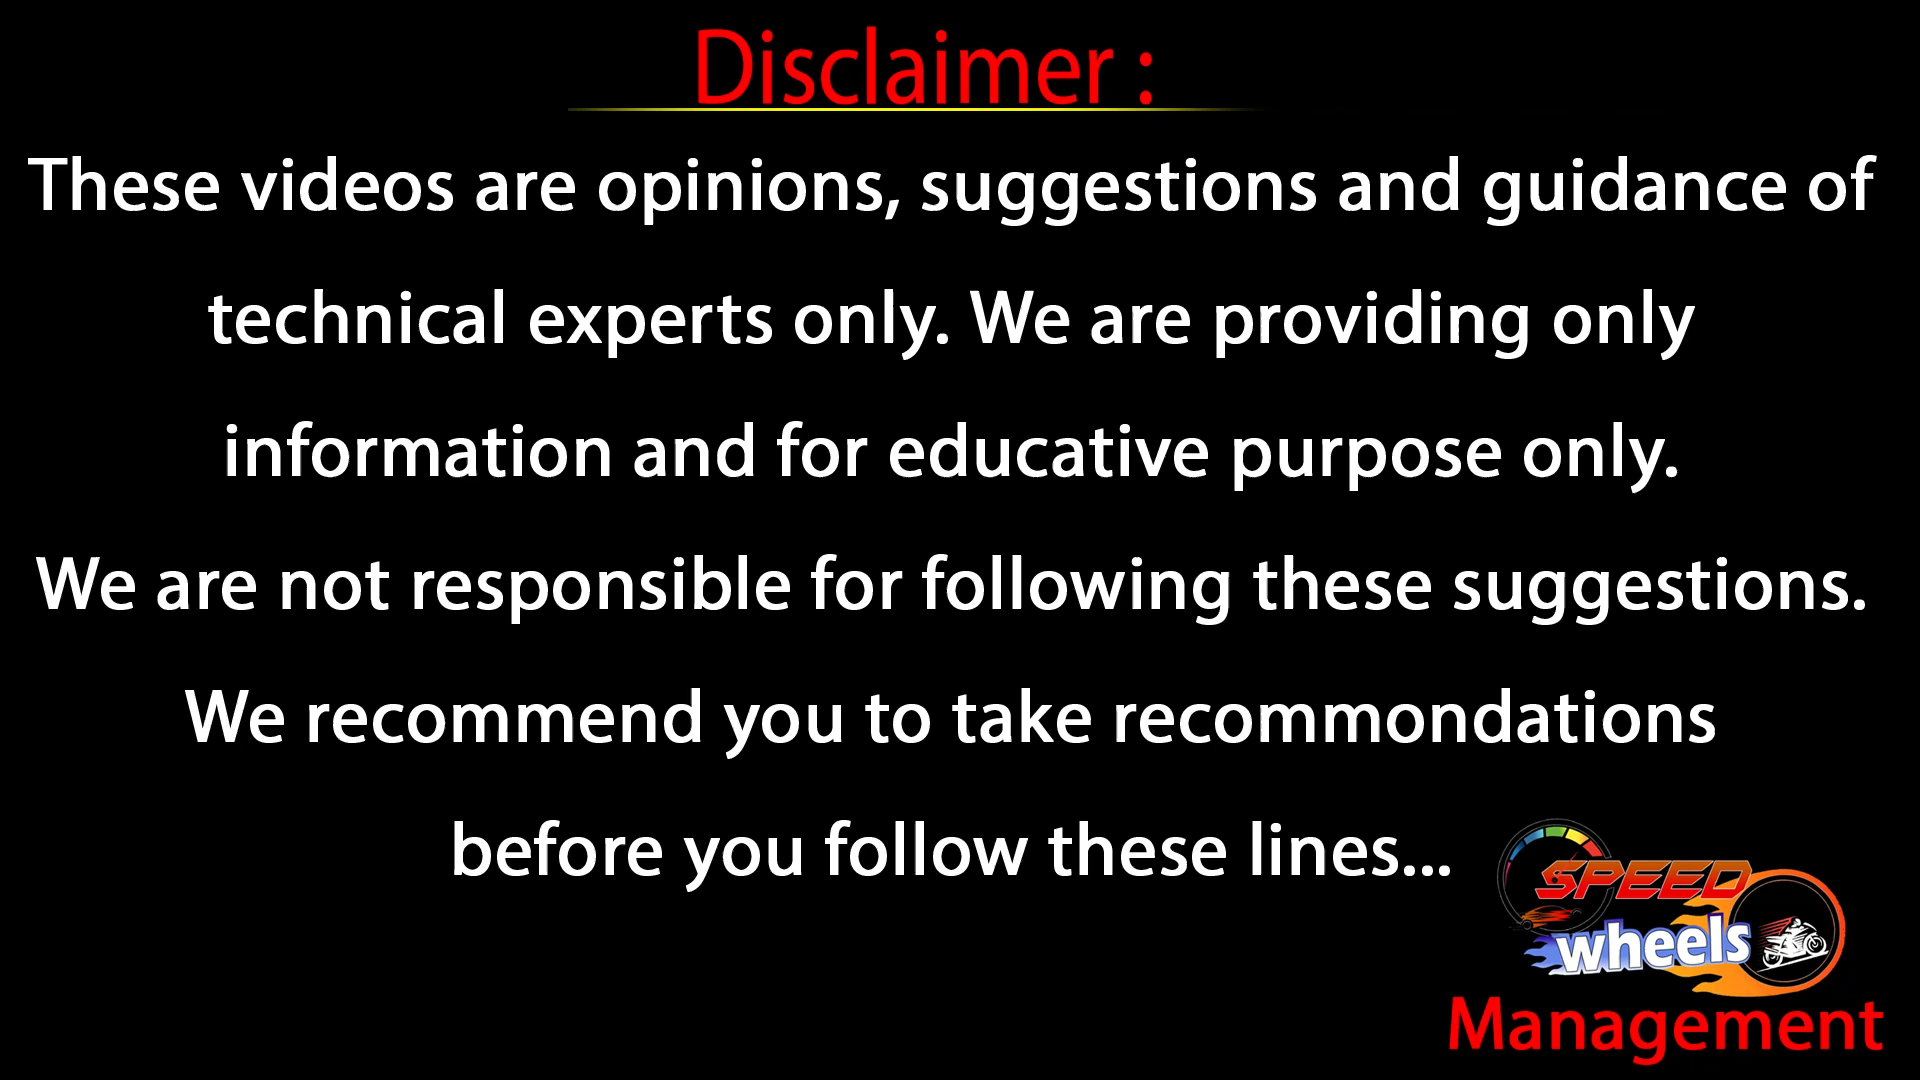 Disclaimer :
These videos are opinions, suggestions and guidance of
technical experts only. We are providing only
information and for educative purpose only.
We are not responsible for following these suggestions.
We recommend you to take recommondations
before you follow these lines...
SPEED
wheels
Management